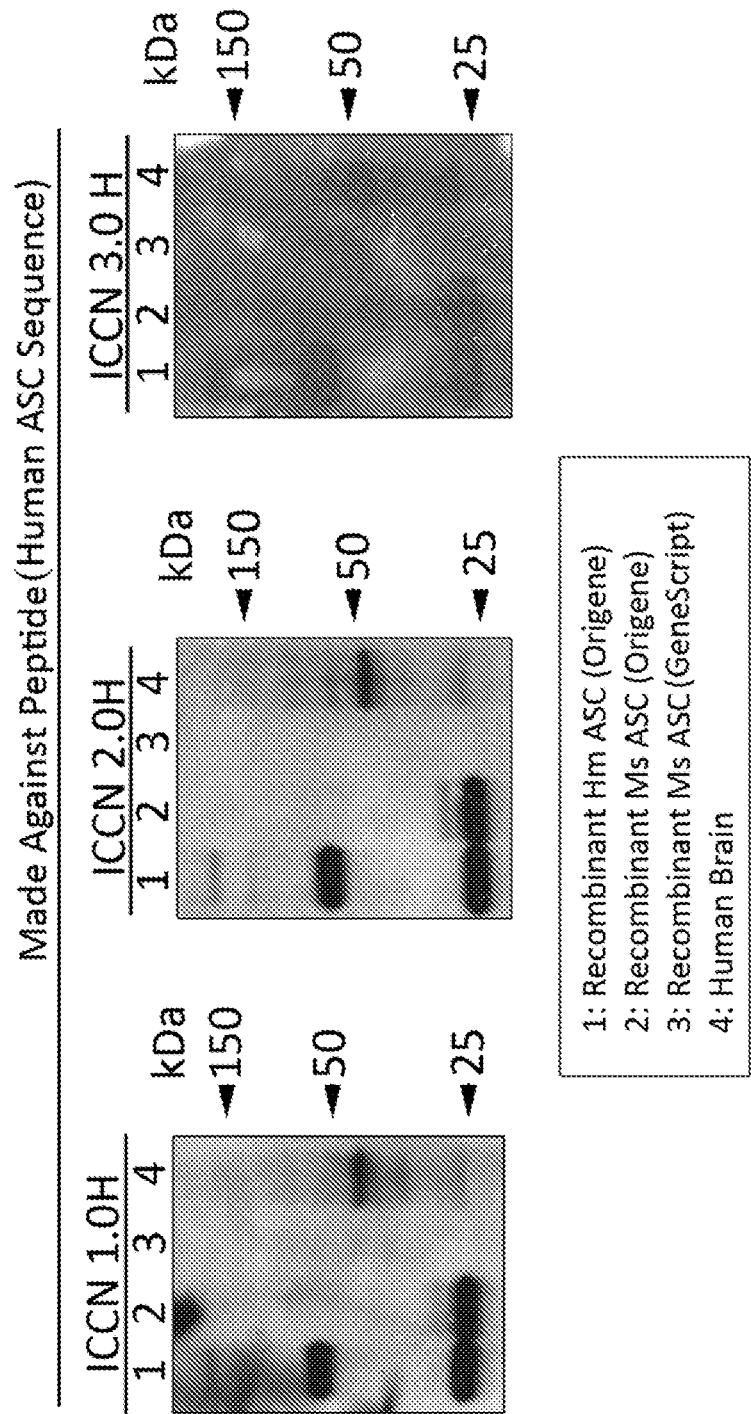 Made Against Peptide(Human ASC Sequence)
ICCN 1.0H
1 2 3 4
kDa
150
50
25
ICCN 2.0H
1 2 3 4
kDa
150
50
25
ICCN 3.0 H
1 2 3 4
kDa
150
50
25
1: Recombinant Hm ASC (Origene)
2: Recombinant Ms ASC (Origene)
3: Recombinant Ms ASC(GeneScript)
4: Human Brain